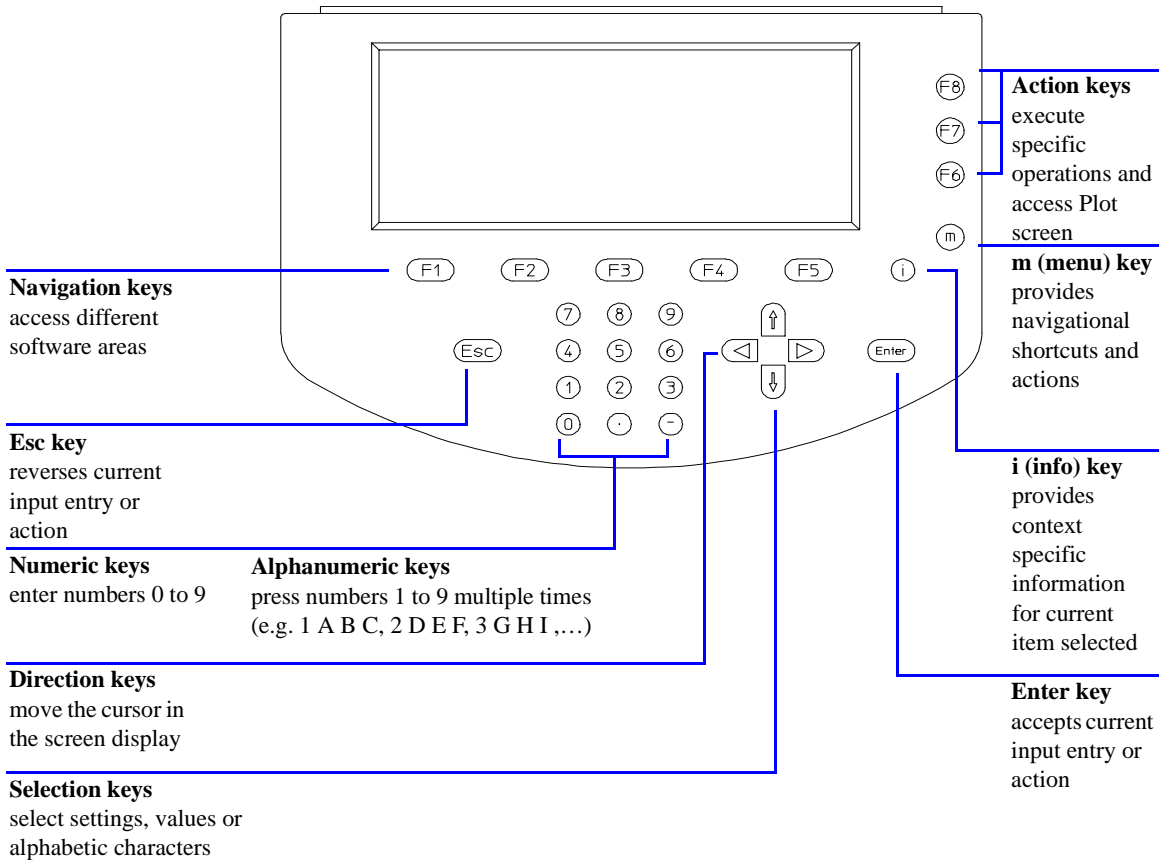 F8
F7
F6
m
F1 F2 F3 F4 F5 i
7 8 9
Esc 4 5 6 Enter
1 2 3
0 . -
Action keys
execute
specific
operations and
access Plot
screen
m (menu) key
provides
navigational
shortcuts and
actions
i (info) key
provides
context
specific
information
for current
item selected
Enter key
accepts current
input entry or
action
Navigation keys
access different
software areas
Esc key
reverses current
input entry or
action
Numeric keys
enter numbers 0 to 9
Alphanumeric keys
press numbers 1 to 9 multiple times
(e.g. 1 A B C, 2 D E F, 3 G H I ,…)
Direction keys
move the cursor in
the screen display
Selection keys
select settings, values or
alphabetic characters